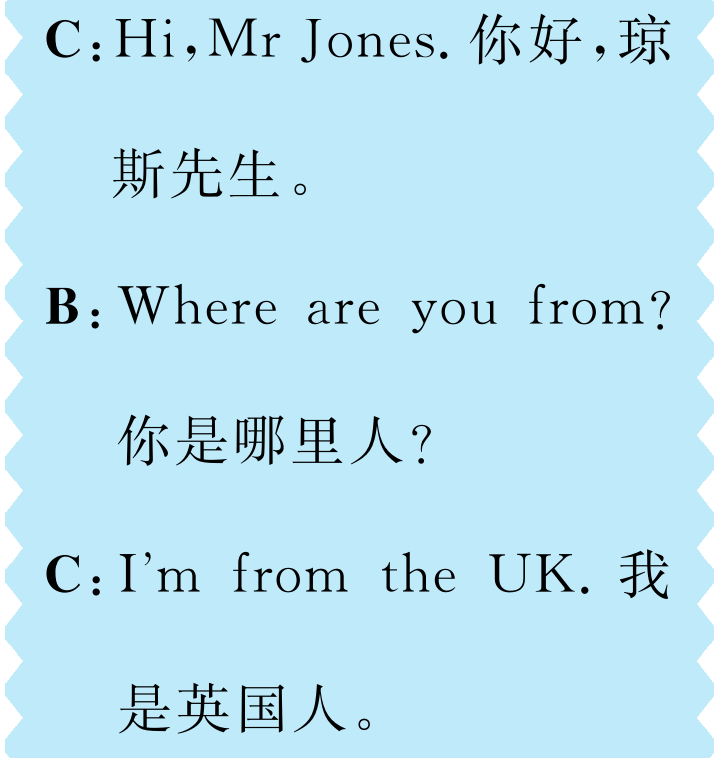 C:Hi,Mr Jones. 你好,琼
斯先生。
B: Where are you from?
你是哪里人?
C: I'm from the UK. 我
是英国人。